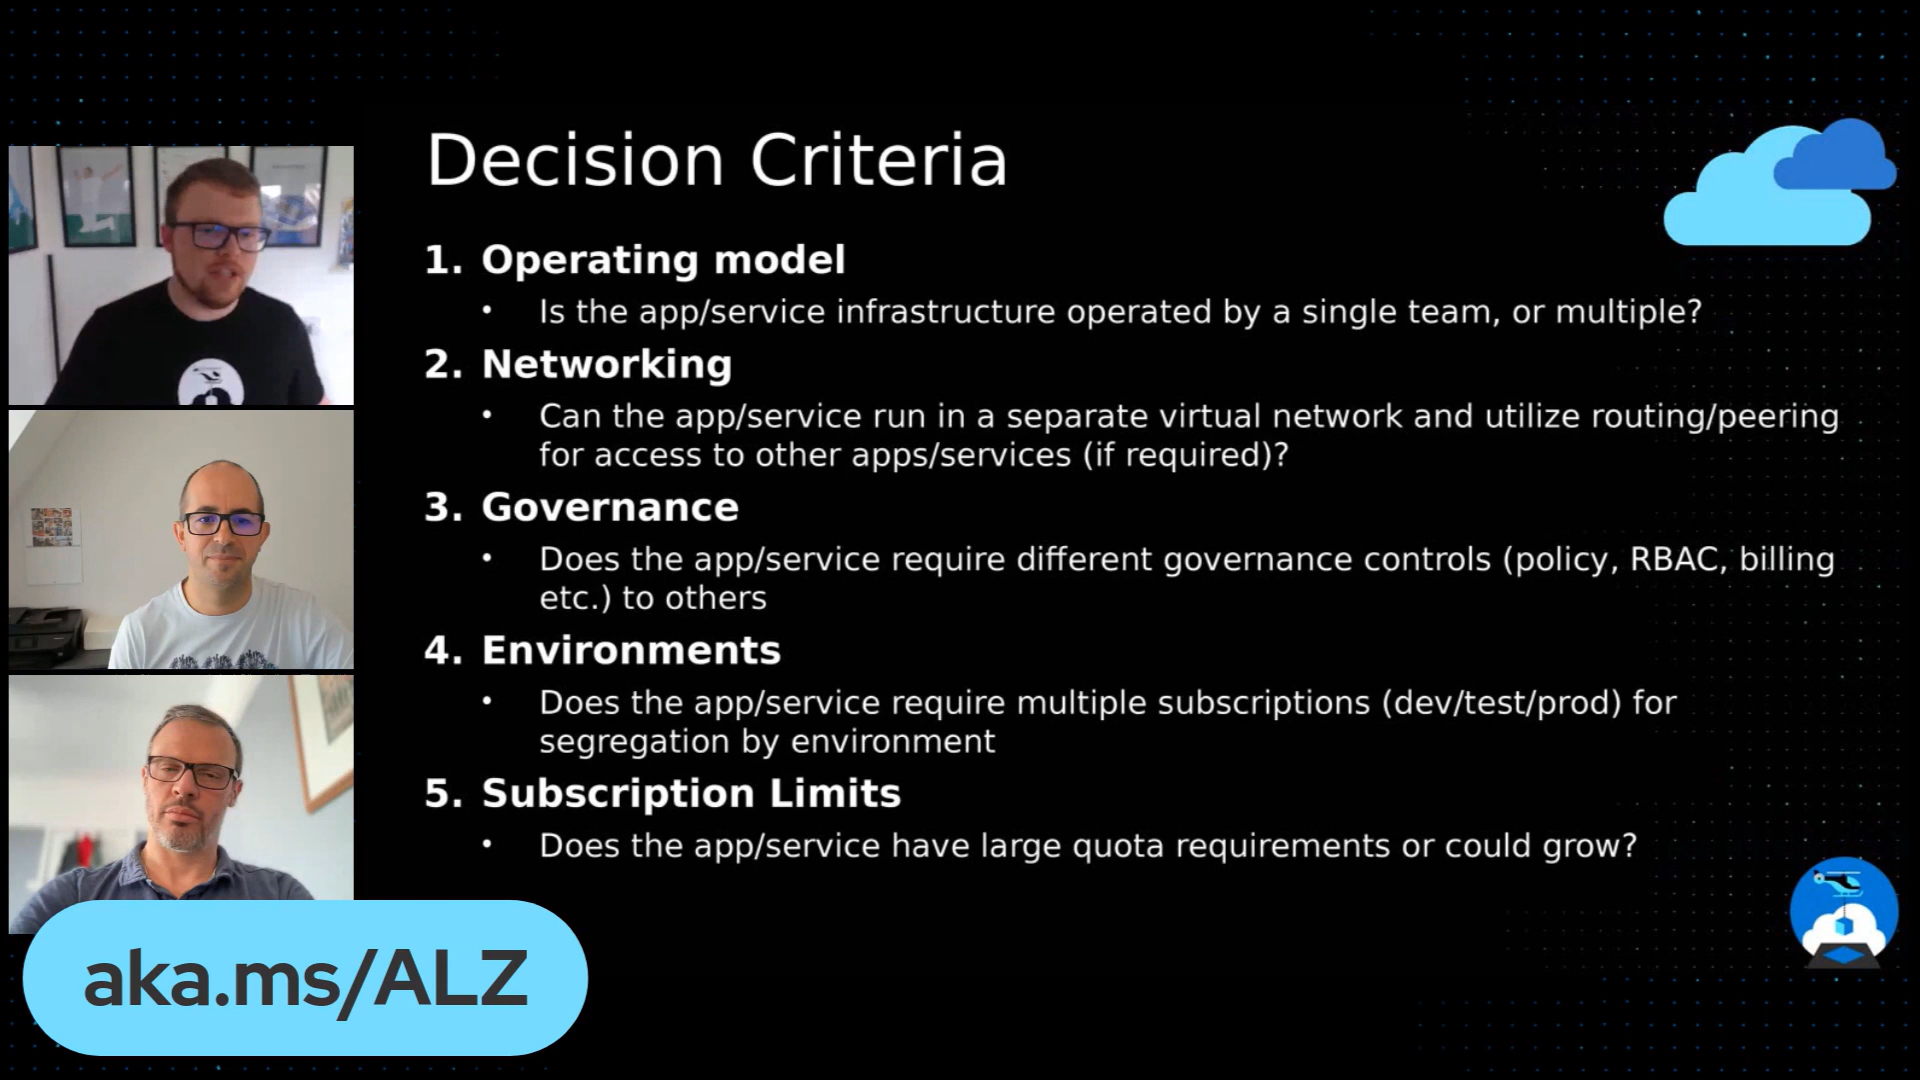 Decision Criteria
1. Operating model
• Is the app/service infrastructure operated by a single team, or multiple?
2. Networking
• Can the app/service run in a separate virtual network and utilize routing/peering
for access to other apps/services (if required)?
3. Governance
• Does the app/service require different governance controls (policy, RBAC, billing
etc.) to others
4. Environments
• Does the app/service require multiple subscriptions (dev/test/prod) for
segregation by environment
5. Subscription Limits
• Does the app/service have large quota requirements or could grow?
aka.ms/ALZ